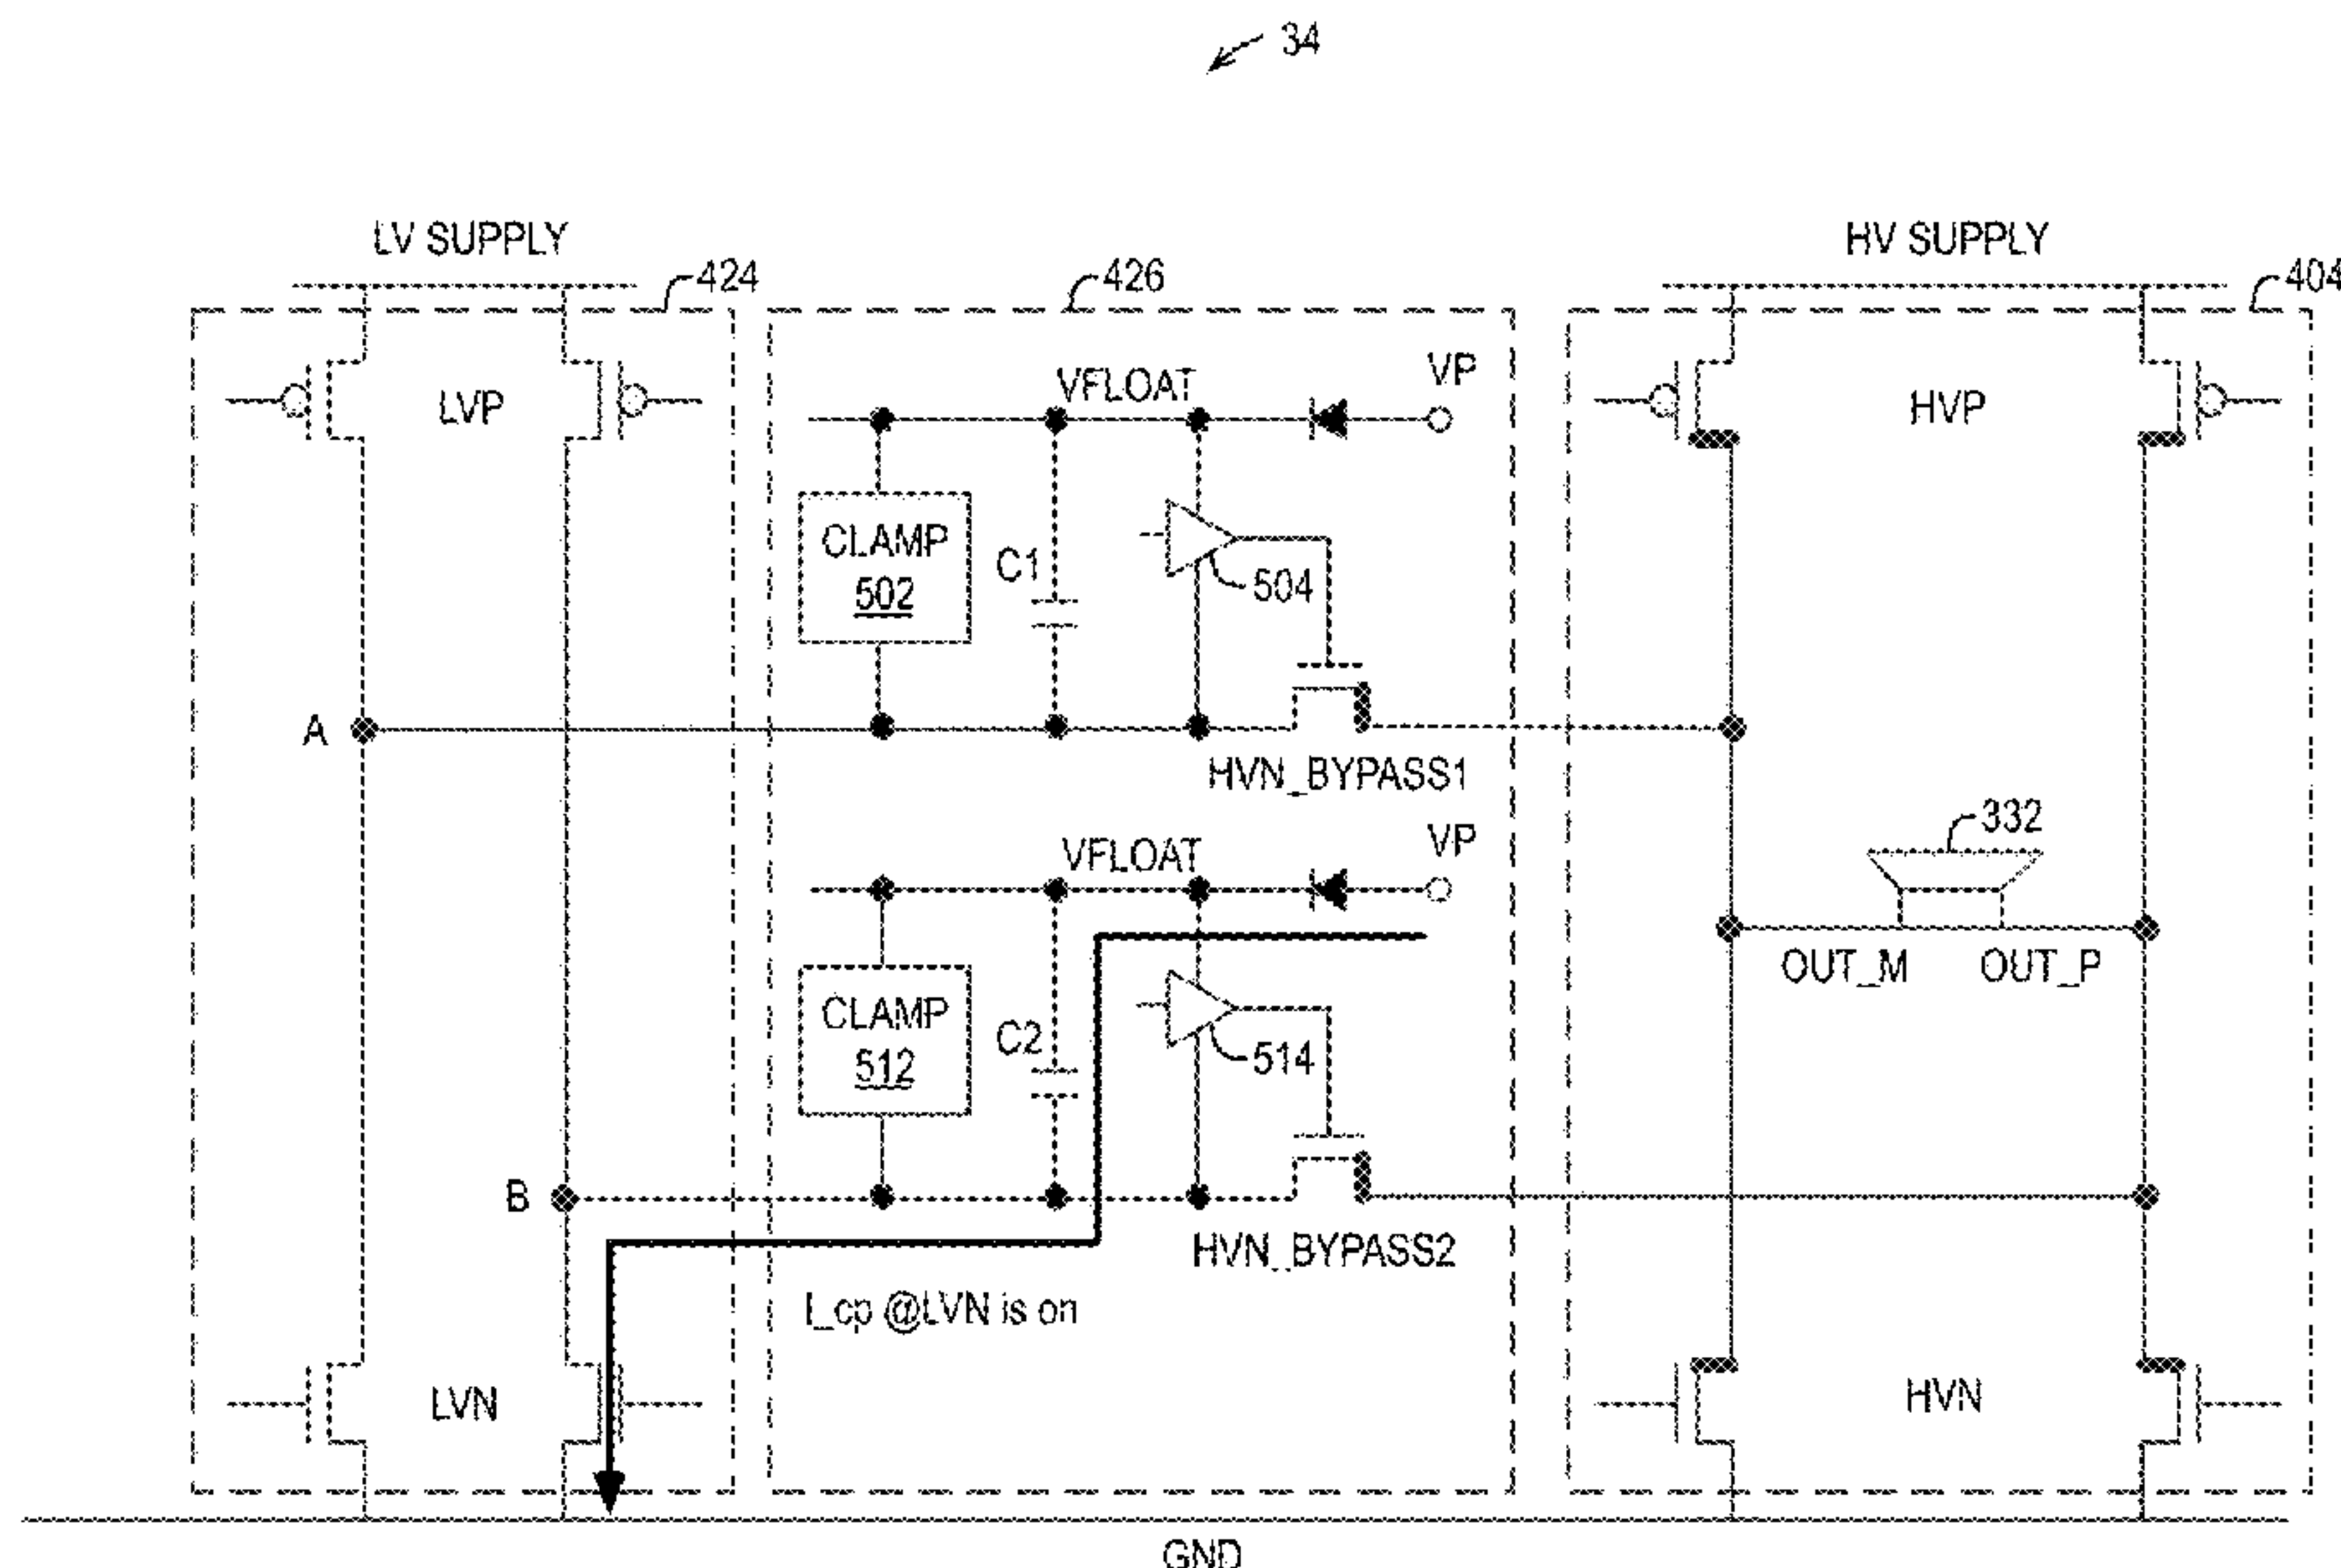 34
LV SUPPLY
HV SUPPLY
424
426
404
LVP
VFLOAT
VP
HVP
CLAMP
502
C1
504
A
HVN_BYPASS1
VFLOAT
VP
332
CLAMP
512
C2
514
OUT_M
OUT_P
B
HVN_BYPASS2
I_cp @LVN is on
LVN
HVN
GND